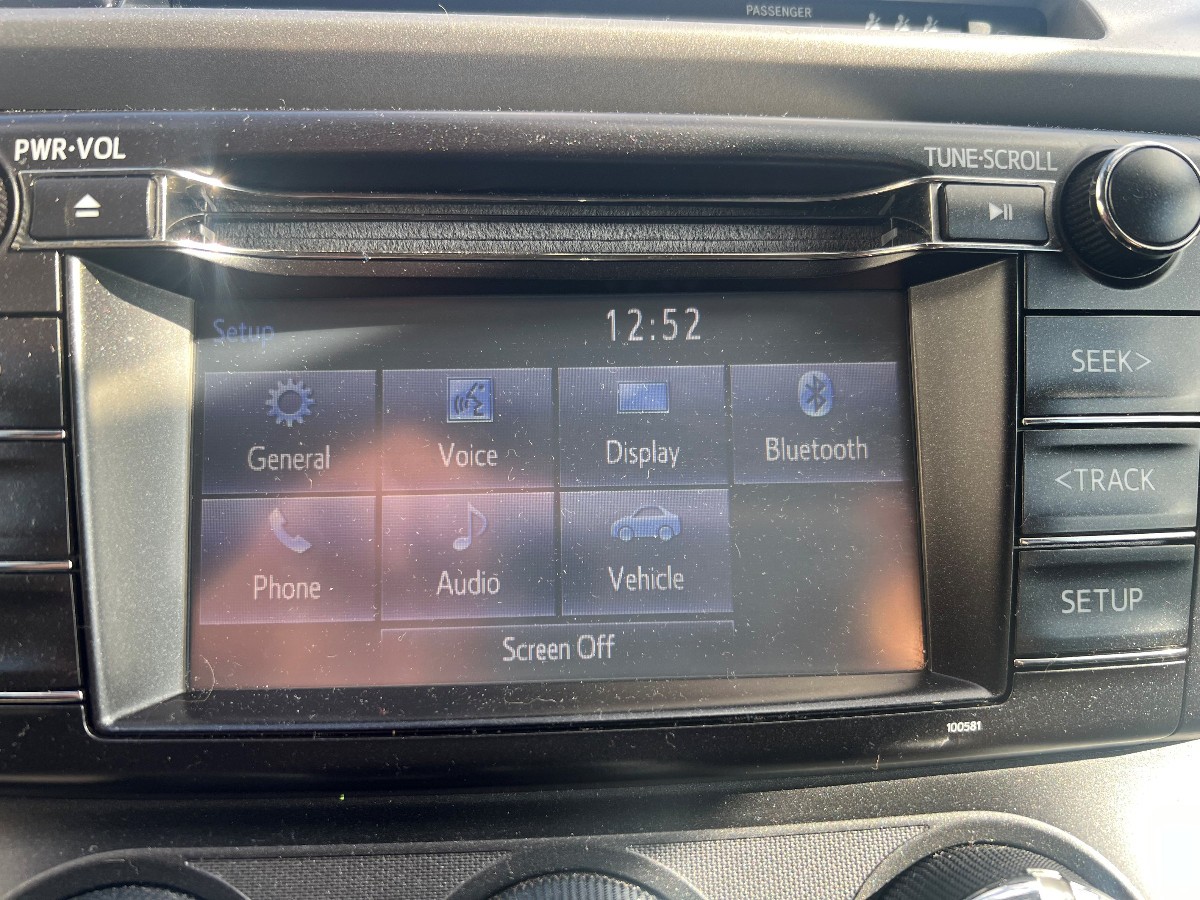 PASSENGER
PWR·VOL
TUNE·SCROLL
Setup
12:52
SEEK>
General
Voice
Display
Bluetooth
<TRACK
Phone
Audio
Vehicle
SETUP
Screen Off
100581